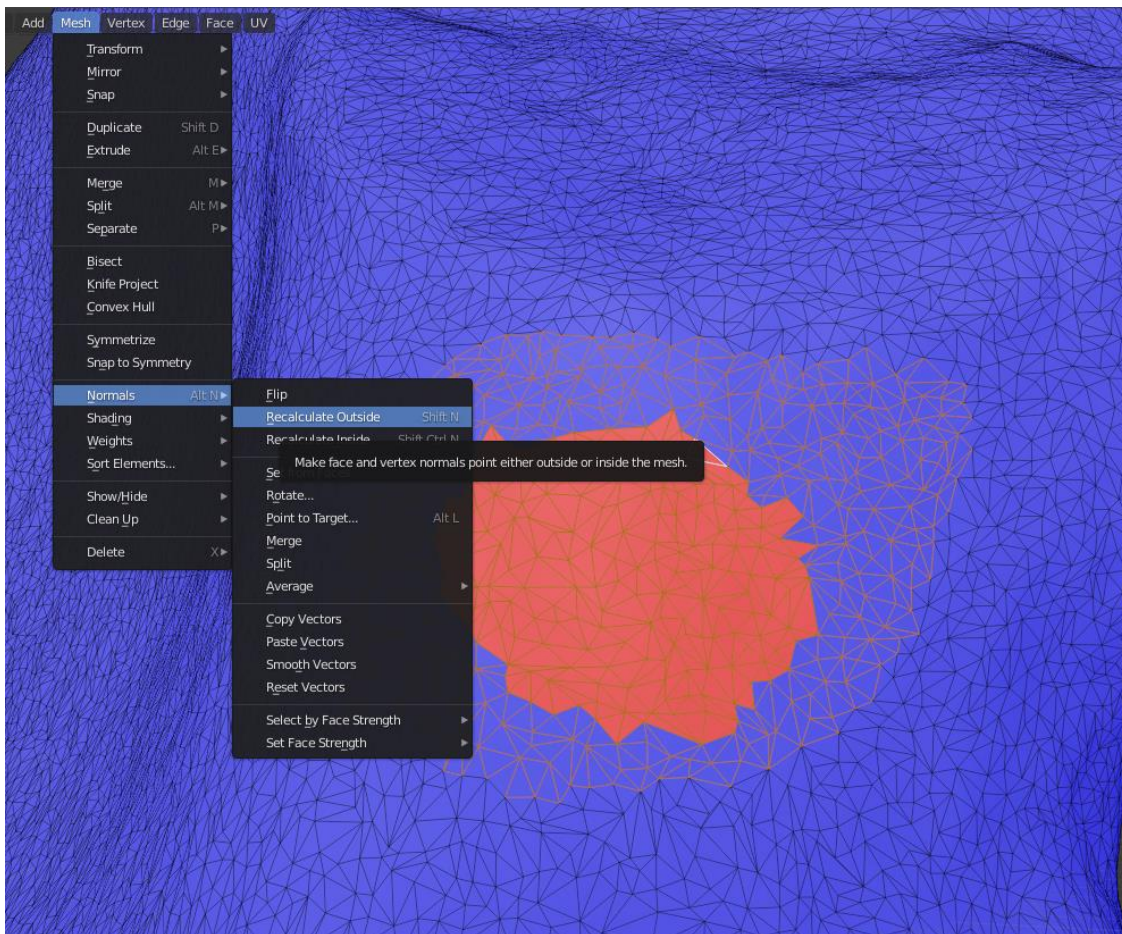 Add Mesh Vertex Edge Face UV
Transform
Mirror
Snap
Duplicate Shift D
Extrude Alt E
Merge M
Split Alt M
Separate P
Bisect
Knife Project
Convex Hull
Symmetrize
Snap to Symmetry
Normals Alt N
Shading
Weights
Sort Elements...
Show/Hide
Clean Up
Delete X
Flip
Recalculate Outside Shift N
Recalculate Inside Shift Ctrl N
Make face and vertex normals point either outside or inside the mesh.
Rotate...
Point to Target... Alt L
Merge
Split
Average
Copy Vectors
Paste Vectors
Smooth Vectors
Reset Vectors
Select by Face Strength
Set Face Strength